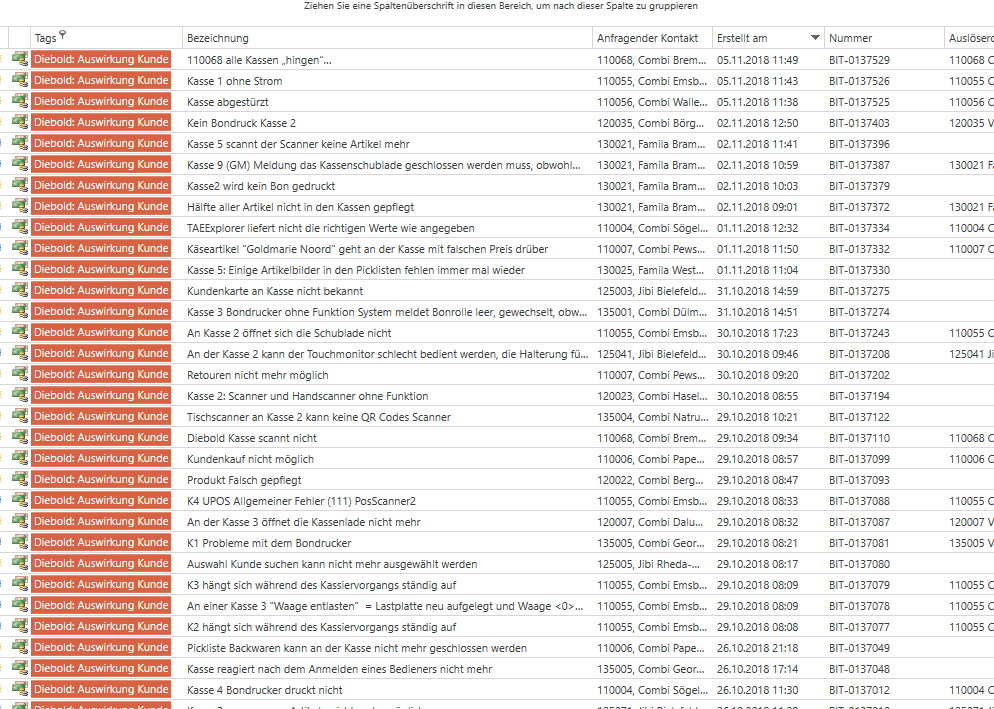 Ziehen Sie eine Spaltenüberschrift in diesen Bereich, um nach dieser Spalte zu gruppieren
Tags Bezeichnung Anfragender Kontakt Erstellt am Nummer Auslöser
Diebold: Auswirkung Kunde 110068 alle Kassen „hingen“... 110068, Combi Brem... 05.11.2018 11:49 BIT-0137529 110068 C
Diebold: Auswirkung Kunde Kasse 1 ohne Strom 110055, Combi Emsb... 05.11.2018 11:43 BIT-0137526 110055 C
Diebold: Auswirkung Kunde Kasse abgestürzt 110056, Combi Walle... 05.11.2018 11:38 BIT-0137525 110056 C
Diebold: Auswirkung Kunde Kein Bondruck Kasse 2 120035, Combi Börg... 02.11.2018 12:50 BIT-0137403 120035 V
Diebold: Auswirkung Kunde Kasse 5 scannt der Scanner keine Artikel mehr 130021, Famila Bram... 02.11.2018 11:41 BIT-0137396
Diebold: Auswirkung Kunde Kasse 9 (GM) Meldung das Kassenschublade geschlossen werden muss, obwohl... 130021, Famila Bram... 02.11.2018 10:59 BIT-0137387 130021 F
Diebold: Auswirkung Kunde Kasse2 wird kein Bon gedruckt 130021, Famila Bram... 02.11.2018 10:03 BIT-0137379
Diebold: Auswirkung Kunde Hälfte aller Artikel nicht in den Kassen gepflegt 130021, Famila Bram... 02.11.2018 09:01 BIT-0137372 130021 F
Diebold: Auswirkung Kunde TAEExplorer liefert nicht die richtigen Werte wie angegeben 110004, Combi Sögel... 01.11.2018 12:32 BIT-0137334 110004 C
Diebold: Auswirkung Kunde Käseartikel "Goldmarie Noord" geht an der Kasse mit falschen Preis drüber 110007, Combi Pews... 01.11.2018 11:50 BIT-0137332 110007 C
Diebold: Auswirkung Kunde Kasse 5: Einige Artikelbilder in den Picklisten fehlen immer mal wieder 130025, Famila West... 01.11.2018 11:04 BIT-0137330
Diebold: Auswirkung Kunde Kundenkarte an Kasse nicht bekannt 125003, Jibi Bielefeld... 31.10.2018 14:59 BIT-0137275
Diebold: Auswirkung Kunde Kasse 3 Bondrucker ohne Funktion System meldet Bonrolle leer, gewechselt, obw... 135001, Combi Dülm... 31.10.2018 14:51 BIT-0137274
Diebold: Auswirkung Kunde An Kasse 2 öffnet sich die Schublade nicht 110055, Combi Emsb... 30.10.2018 17:23 BIT-0137243 110055 C
Diebold: Auswirkung Kunde An der Kasse 2 kann der Touchmonitor schlecht bedient werden, die Halterung fü... 125041, Jibi Bielefeld... 30.10.2018 09:46 BIT-0137208 125041 Ji
Diebold: Auswirkung Kunde Retouren nicht mehr möglich 110007, Combi Pews... 30.10.2018 09:20 BIT-0137202
Diebold: Auswirkung Kunde Kasse 2: Scanner und Handscanner ohne Funktion 120023, Combi Hasel... 30.10.2018 08:55 BIT-0137194
Diebold: Auswirkung Kunde Tischscanner an Kasse 2 kann keine QR Codes Scanner 135004, Combi Natru... 29.10.2018 10:21 BIT-0137122
Diebold: Auswirkung Kunde Diebold Kasse scannt nicht 110068, Combi Brem... 29.10.2018 09:34 BIT-0137110 110068 C
Diebold: Auswirkung Kunde Kundenkauf nicht möglich 110006, Combi Pape... 29.10.2018 08:57 BIT-0137099 110006 C
Diebold: Auswirkung Kunde Produkt Falsch gepflegt 120022, Combi Berg... 29.10.2018 08:47 BIT-0137093
Diebold: Auswirkung Kunde K4 UPOS Allgemeiner Fehler (111) PosScanner2 110055, Combi Emsb... 29.10.2018 08:33 BIT-0137088 110055 C
Diebold: Auswirkung Kunde An der Kasse 3 öffnet die Kassenlade nicht mehr 120007, Combi Dalu... 29.10.2018 08:32 BIT-0137087 120007 V
Diebold: Auswirkung Kunde K1 Probleme mit dem Bondrucker 135005, Combi Geor... 29.10.2018 08:21 BIT-0137081 135005 V
Diebold: Auswirkung Kunde Auswahl Kunde suchen kann nicht mehr ausgewählt werden 125005, Jibi Rheda-... 29.10.2018 08:17 BIT-0137080
Diebold: Auswirkung Kunde K3 hängt sich während des Kassiervorgangs ständig auf 110055, Combi Emsb... 29.10.2018 08:09 BIT-0137079 110055 C
Diebold: Auswirkung Kunde An einer Kasse 3 "Waage entlasten" = Lastplatte neu aufgelegt und Waage <0>... 110055, Combi Emsb... 29.10.2018 08:09 BIT-0137078 110055 C
Diebold: Auswirkung Kunde K2 hängt sich während des Kassiervorgangs ständig auf 110055, Combi Emsb... 29.10.2018 08:08 BIT-0137077 110055 C
Diebold: Auswirkung Kunde Pickliste Backwaren kann an der Kasse nicht mehr geschlossen werden 110006, Combi Pape... 26.10.2018 21:18 BIT-0137049
Diebold: Auswirkung Kunde Kasse reagiert nach dem Anmelden eines Bedieners nicht mehr 135005, Combi Geor... 26.10.2018 17:14 BIT-0137048
Diebold: Auswirkung Kunde Kasse 4 Bondrucker druckt nicht 110004, Combi Sögel... 26.10.2018 11:30 BIT-0137012 110004 C
Diebold: Auswirkung Kunde